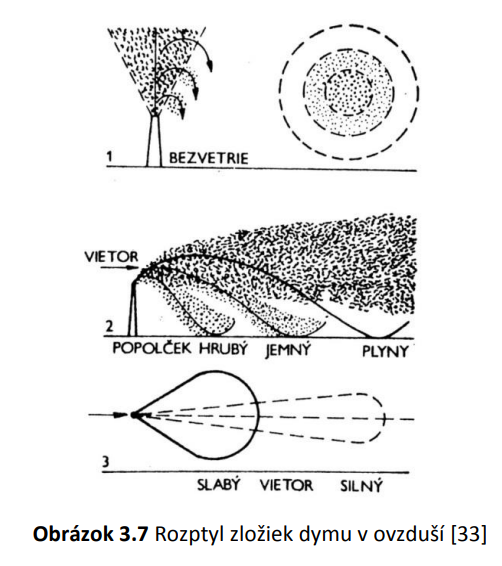 1 BEZVETRIE
VIETOR
2
POPOLČEK HRUBÝ JEMNÝ PLYNY
3
SLABÝ VIETOR SILNÝ
Obrázok 3.7 Rozptyl zložiek dymu v ovzduší [33]